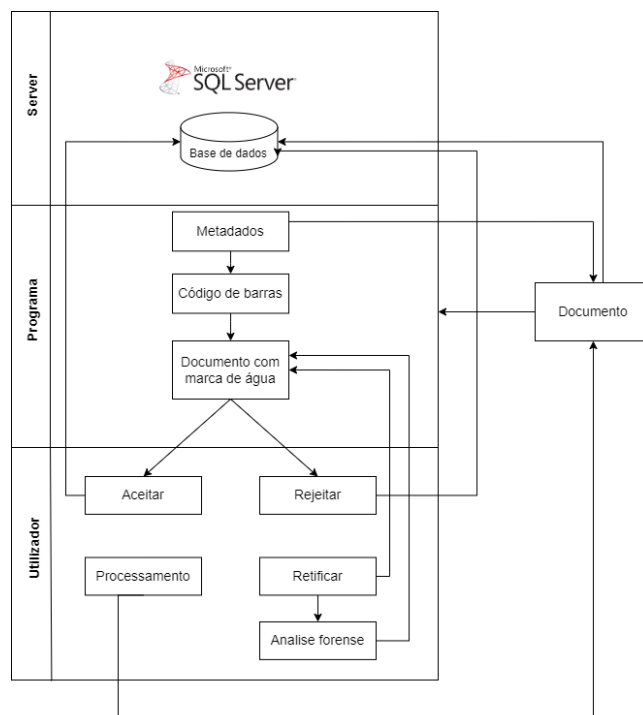 Server
Microsoft
SQL Server
Base de dados
Programa
Metadados
Código de barras
Documento
Documento com
marca de água
Utilizador
Aceitar
Rejeitar
Processamento
Retificar
Analise forense